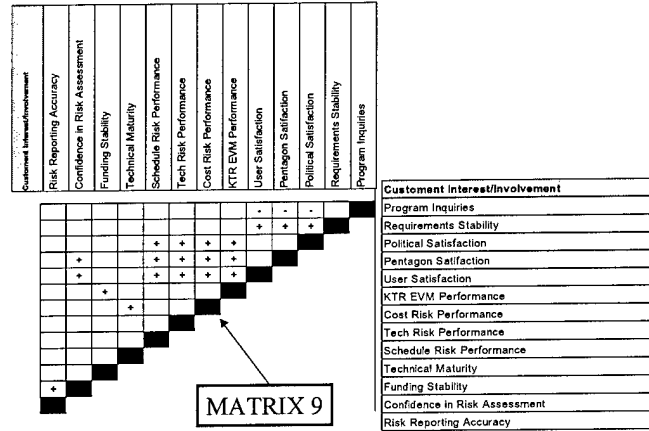 Customent Interest/Involvement
Risk Reporting Accuracy
Confidence in Risk Assessment
Funding Stability
Technical Maturity
Schedule Risk Performance
Tech Risk Performance
Cost Risk Performance
KTR EVM Performance
User Satisfaction
Pentagon Satifaction
Political Satisfaction
Requirements Stability
Program Inquiries
Customent Interest/Involvement
- - - Program Inquiries
+ + + Requirements Stability
+ + + + Political Satisfaction
+ + + + + Pentagon Satifaction
+ + + + + User Satisfaction
+ KTR EVM Performance
+ Cost Risk Performance
Tech Risk Performance
Schedule Risk Performance
Technical Maturity
+ Funding Stability
Confidence in Risk Assessment
Risk Reporting Accuracy
MATRIX 9